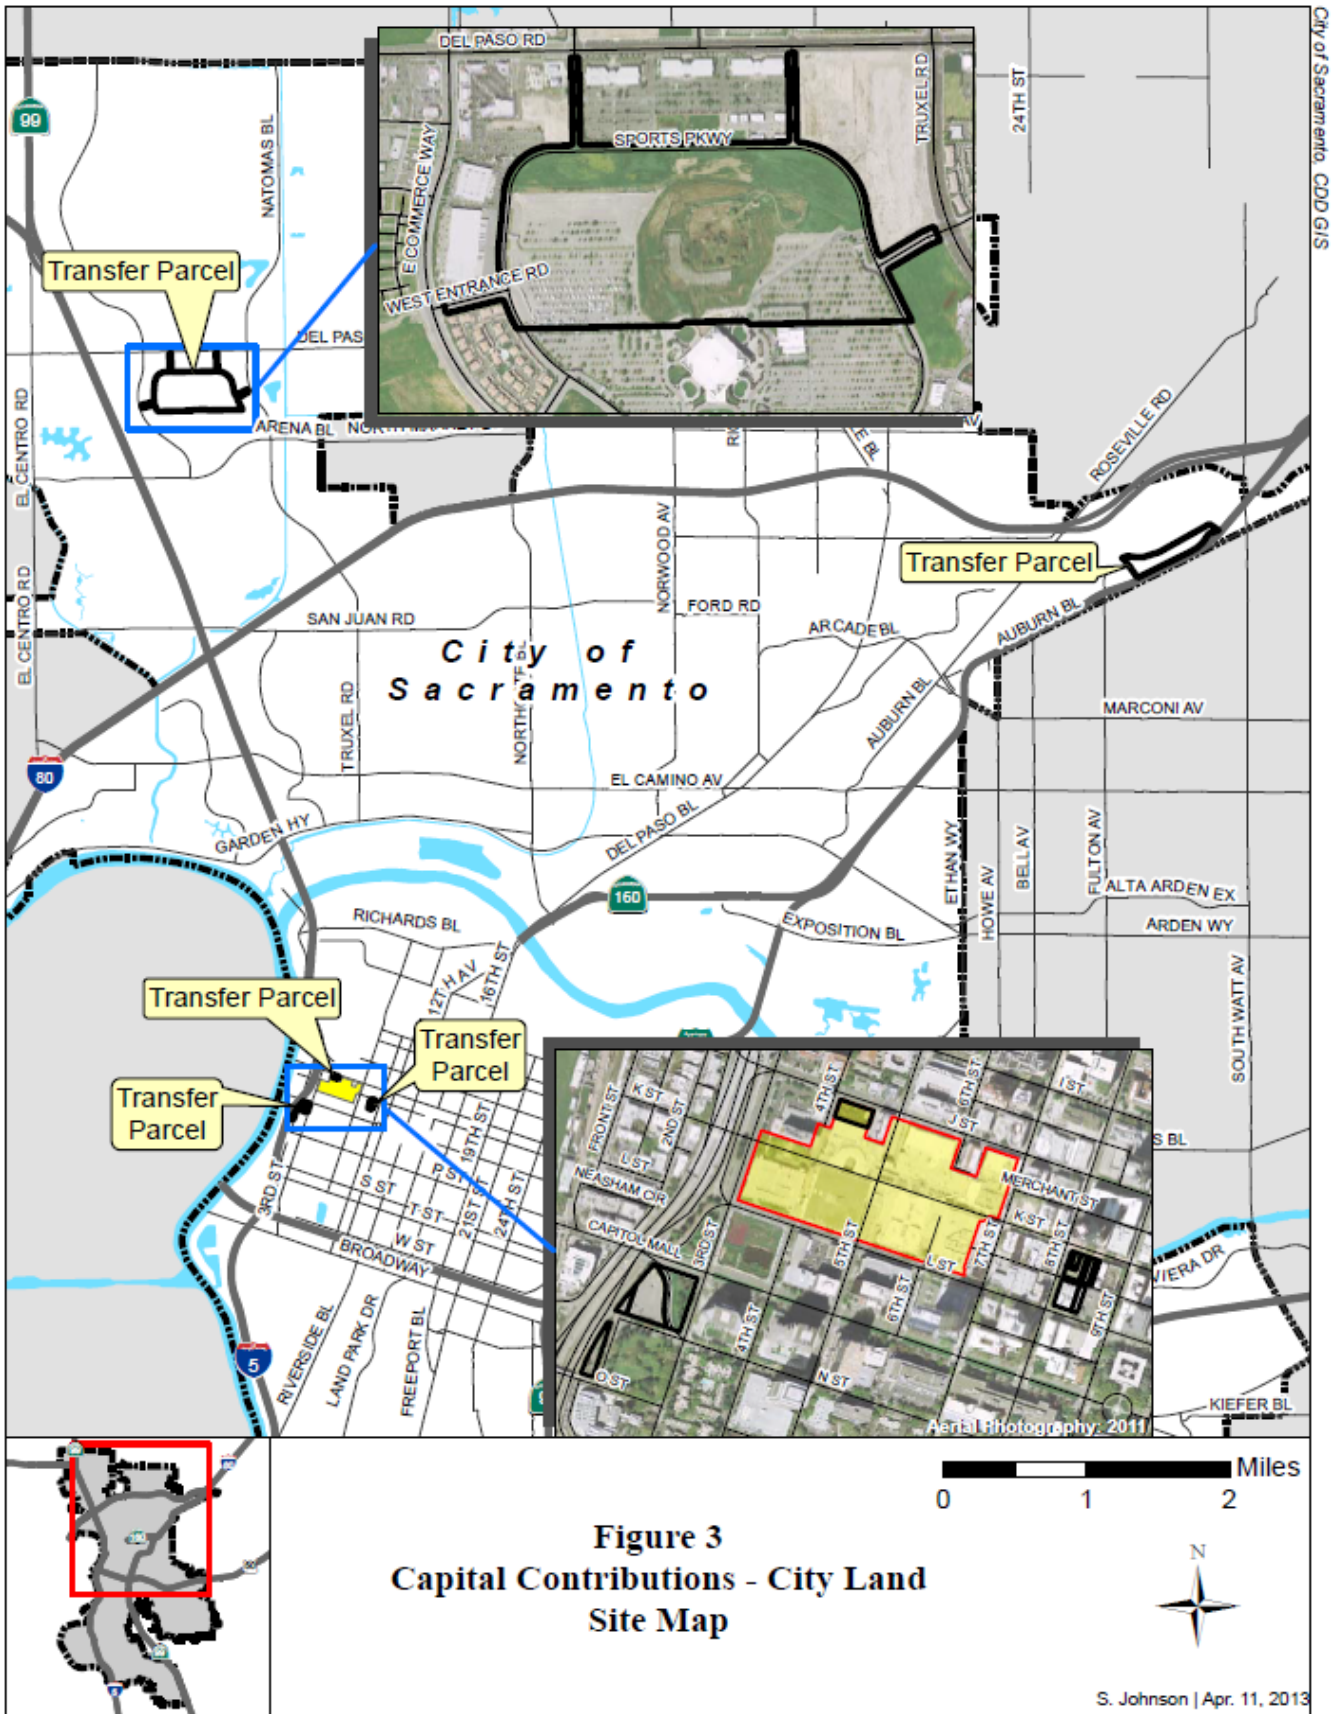 City of Sacramento, CDD GIS
DEL PASO RD
TRUXEL RD
24TH ST
99
NATOMAS BL
SPORTS PKWY
E COMMERCE WAY
WEST ENTRANCE RD
Transfer Parcel
DEL PAS
EL CENTRO RD
ARENA BL
AV
E BL
ROSEVILLE RD
NORWOOD AV
Transfer Parcel
EL CENTRO RD
SAN JUAN RD
FORD RD
ARCADE BL
AUBURN BL
City of
Sacramento
TRUXEL RD
AUBURN BL
MARCONI AV
80
EL CAMINO AV
GARDEN HY
DEL PASO BL
ETHAN WY
HOWE AV
BELL AV
FULTON AV
160
ALTA ARDEN EX
RICHARDS BL
EXPOSITION BL
ARDEN WY
12TH AV
16TH ST
SOUTH WATT AV
Transfer Parcel
Transfer
Parcel
Transfer
Parcel
19TH ST
P ST
S ST
T ST
21ST ST
24TH ST
3RD ST
W ST
BROADWAY
RIVERSIDE BL
LAND PARK DR
FREEPORT BL
5
FRONT ST
K ST
2ND ST
L ST
NEASHAM CIR
CAPITOL MALL
3RD ST
4TH ST
6TH ST
I ST
J ST
MERCHANT ST
K ST
5TH ST
7TH ST
8TH ST
L ST
6TH ST
9TH ST
4TH ST
N ST
O ST
Aerial Photography: 2011
S BL
VIERA DR
KIEFER BL
Miles
0 1 2
Figure 3
Capital Contributions - City Land
Site Map
N
S. Johnson | Apr. 11, 2013